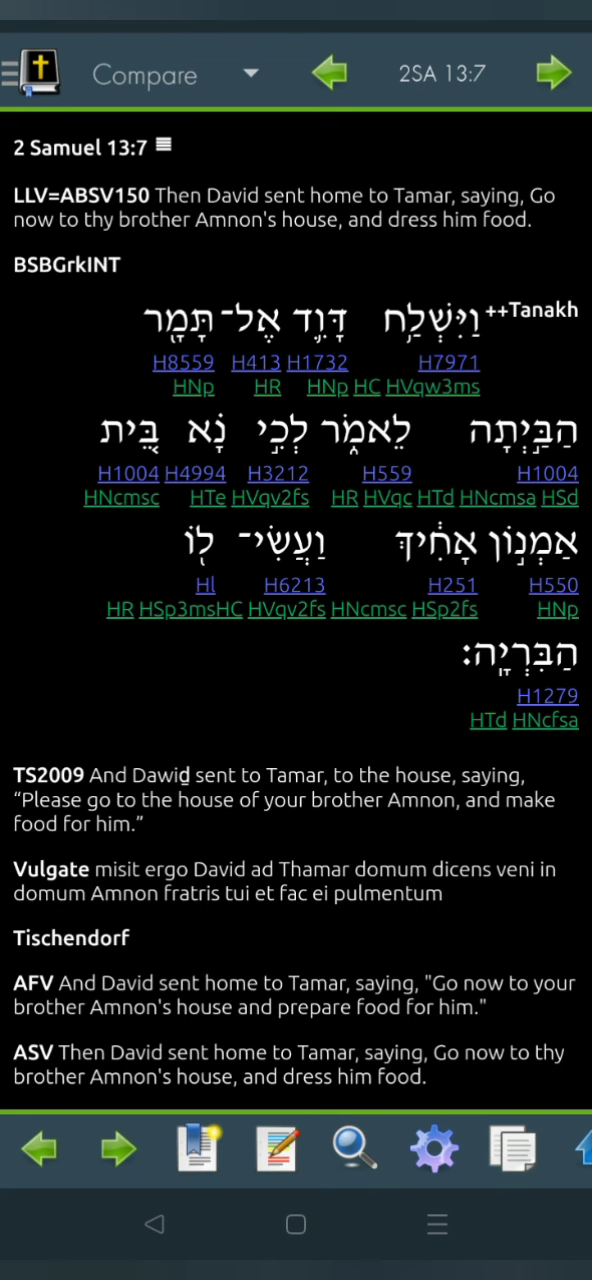 Compare
2SA 13:7
2 Samuel 13:7
LLV=ABSV150 Then David sent home to Tamar, saying, Go
now to thy brother Amnon's house, and dress him food.
BSBGrkINT
++Tanakh וַיִּשְׁלַ֥ח דָּוִ֛ד אֶל־ תָּמָ֖ר
H8559 H413 H1732 H7971
HNp HR HNp HC HVqw3ms
הַבַּ֣יְתָה לֵאמֹ֑ר לְכִ֣י נָ֗א בֵּ֚ית
H1004 H4994 H3212 H559 H1004
HNcmsc HTe HVqv2fs HR HVqc HTd HNcmsa HSd
אַמְנ֣וֹן אָחִ֔יךְ וַעֲשִׂי־ ל֖וֹ
Hl H6213 H251 H550
HR HSp3msHC HVqv2fs HNcmsc HSp2fs HNp
הַבִּרְיָֽה׃
H1279
HTd HNcfsa
TS2009 And Dawiḏ sent to Tamar, to the house, saying,
“Please go to the house of your brother Amnon, and make
food for him.”
Vulgate misit ergo David ad Thamar domum dicens veni in
domum Amnon fratris tui et fac ei pulmentum
Tischendorf
AFV And David sent home to Tamar, saying, "Go now to your
brother Amnon's house and prepare food for him."
ASV Then David sent home to Tamar, saying, Go now to thy
brother Amnon's house, and dress him food.